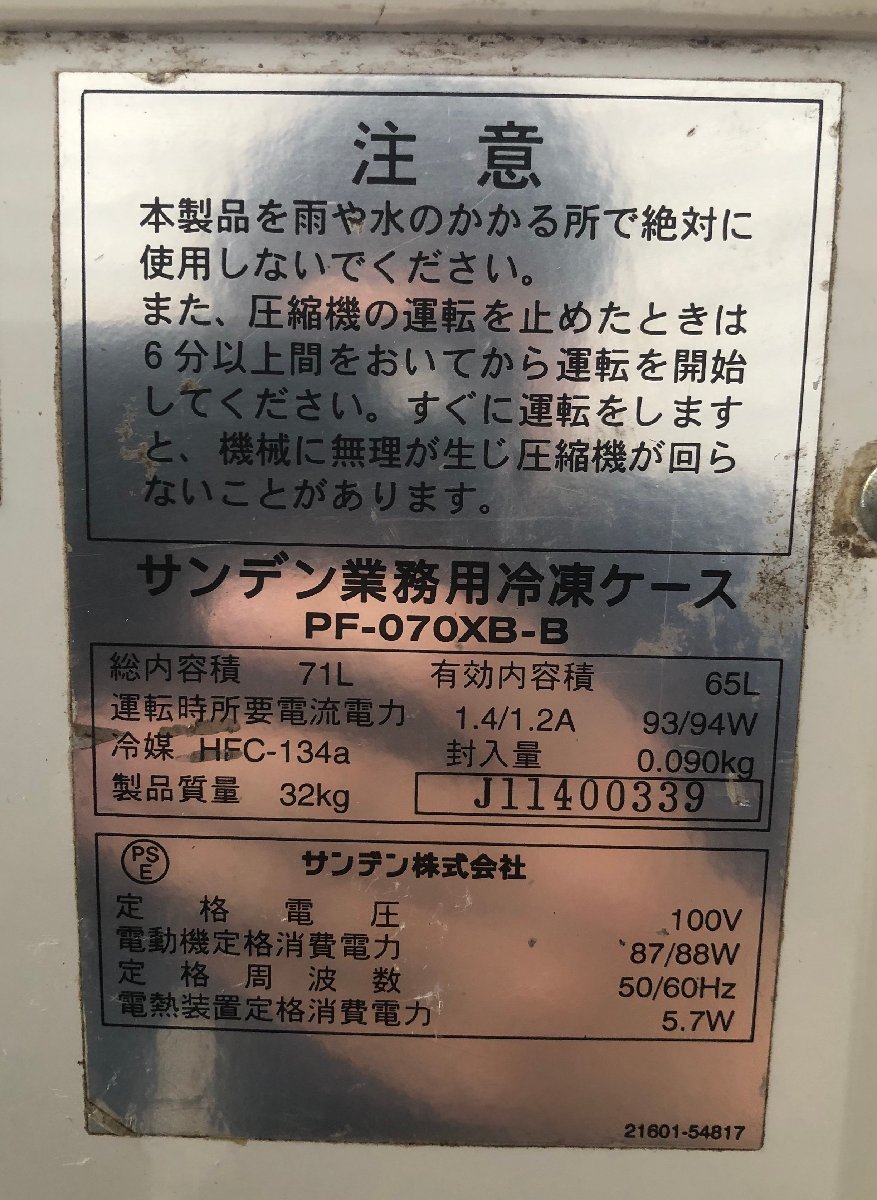 注意
本製品を雨や水のかかる所で絶対に
使用しないでください。
また、圧縮機の運転を止めたときは
6分以上間をおいてから運転を開始
してください。すぐに運転をします
と、機械に無理が生じ圧縮機が回ら
ないことがあります。
サンデン業務用冷凍ケース
PF-070XB-B
総内容積 71L 有効内容積 65L
運転時所要電流電力 1.4/1.2A 93/94W
冷媒 HFC-134a 封入量 0.090kg
製品質量 32kg J11400339
PSE サンデン株式会社
定格電圧 100V
電動機定格消費電力 87/88W
定格周波数 50/60Hz
電熱装置定格消費電力 5.7W
21601-54817